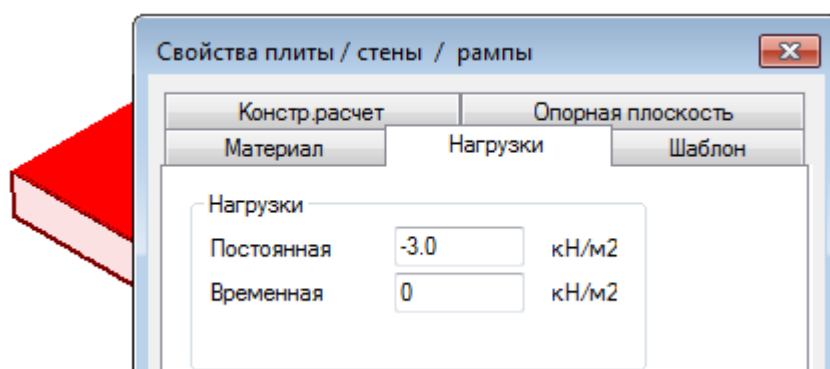 Свойства плиты / стены / рампы
Констр.расчет Опорная плоскость
Материал Нагрузки Шаблон
Нагрузки
Постоянная -3.0 кН/м2
Временная 0 кН/м2